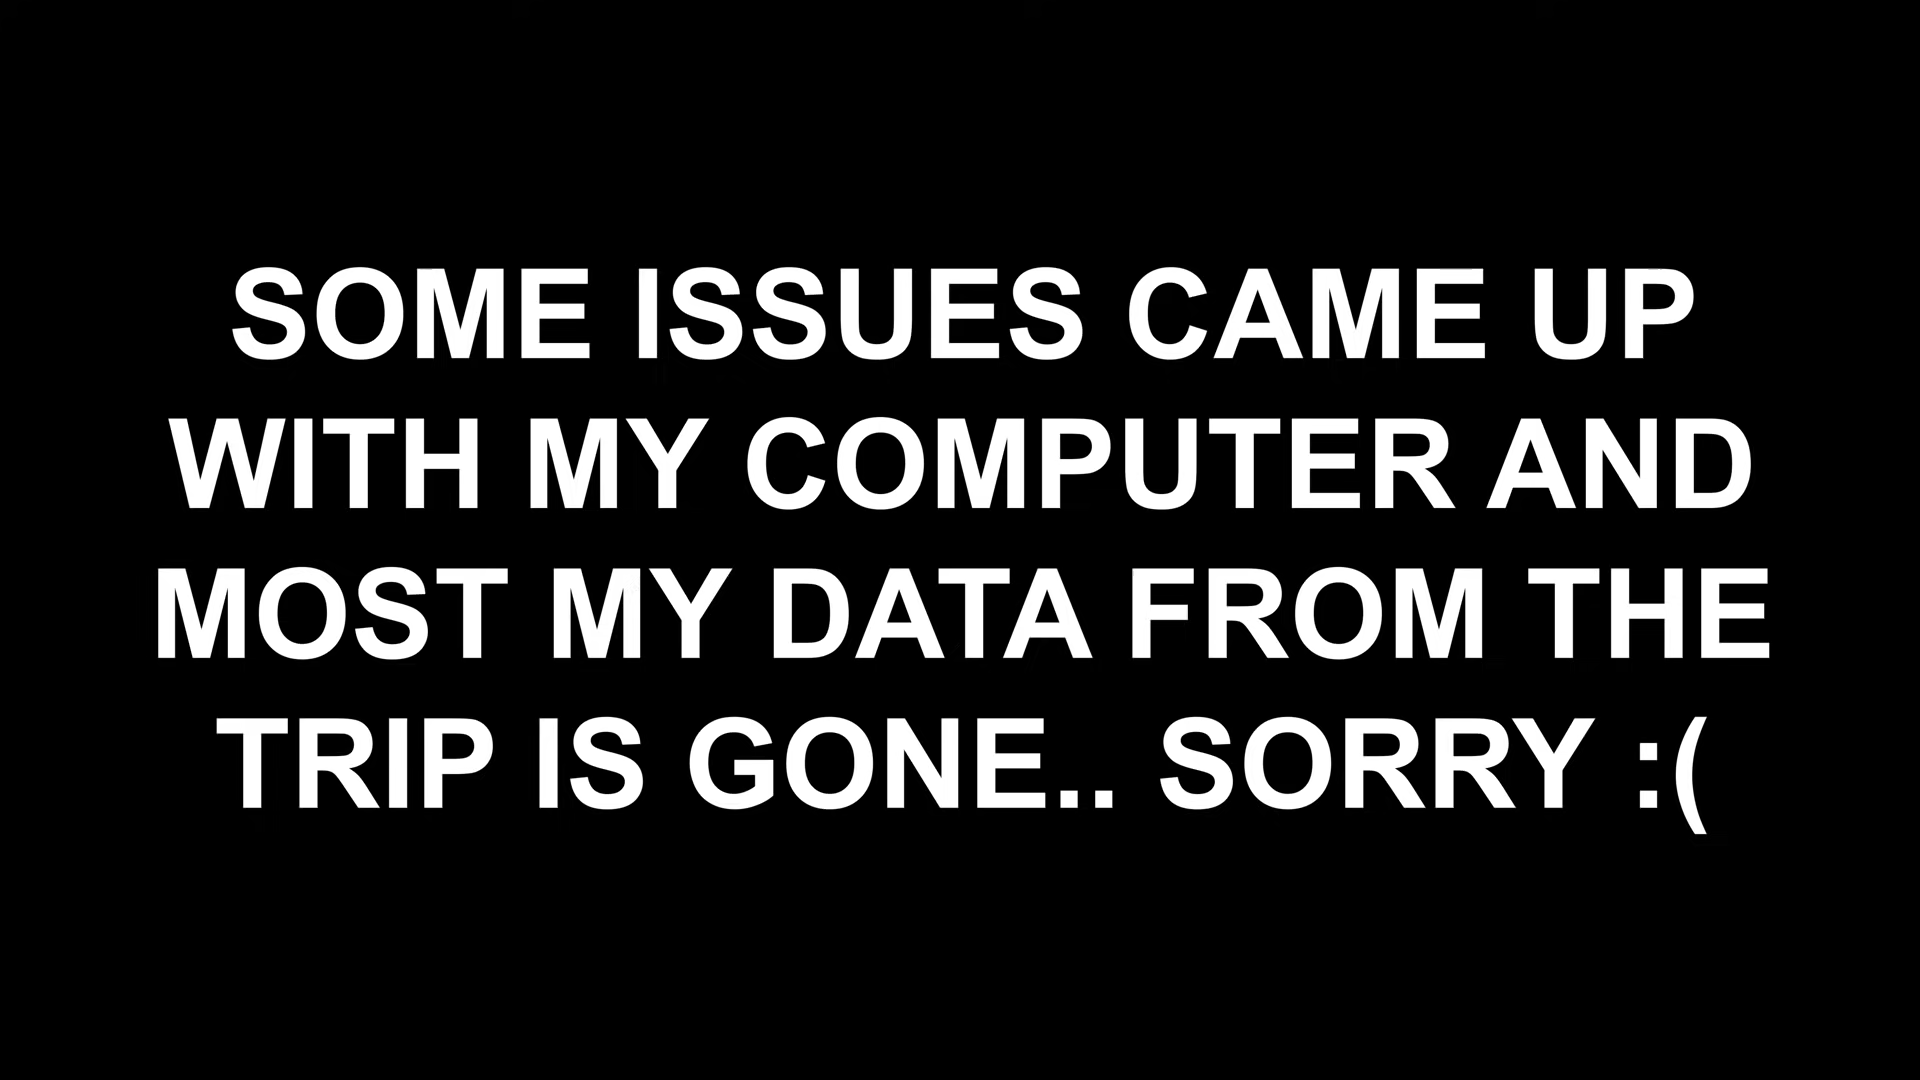 SOME ISSUES CAME UP
WITH MY COMPUTER AND
MOST MY DATA FROM THE
TRIP IS GONE.. SORRY :(